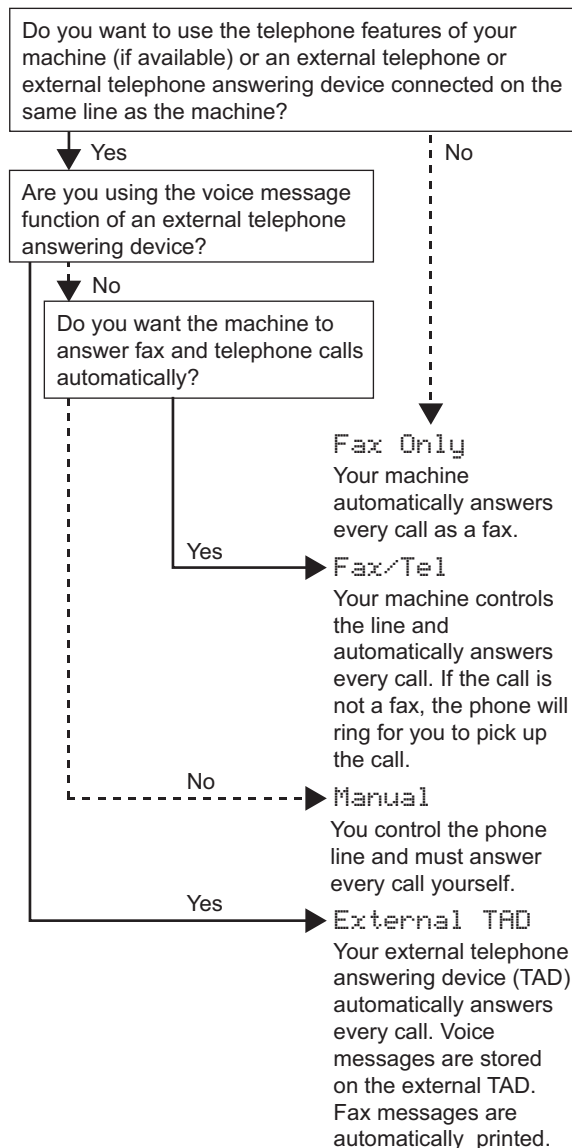 Do you want to use the telephone features of your
machine (if available) or an external telephone or
external telephone answering device connected on the
same line as the machine?
Yes
No
Are you using the voice message
function of an external telephone
answering device?
No
Do you want the machine to
answer fax and telephone calls
automatically?
Fax Only
Your machine
automatically answers
every call as a fax.
Yes
Fax/Tel
Your machine controls
the line and
automatically answers
every call. If the call is
not a fax, the phone will
ring for you to pick up
the call.
No
Manual
You control the phone
line and must answer
every call yourself.
Yes
External TAD
Your external telephone
answering device (TAD)
automatically answers
every call. Voice
messages are stored
on the external TAD.
Fax messages are
automatically printed.